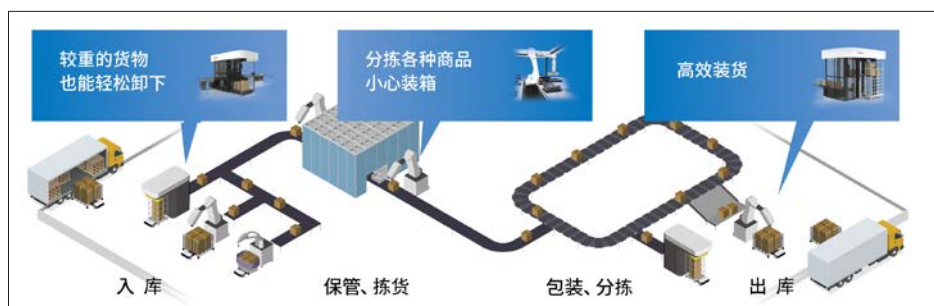 较重的货物
也能轻松卸下
分拣各种商品
小心装箱
高效装货
入 库
保管、拣货
包装、分拣
出 库